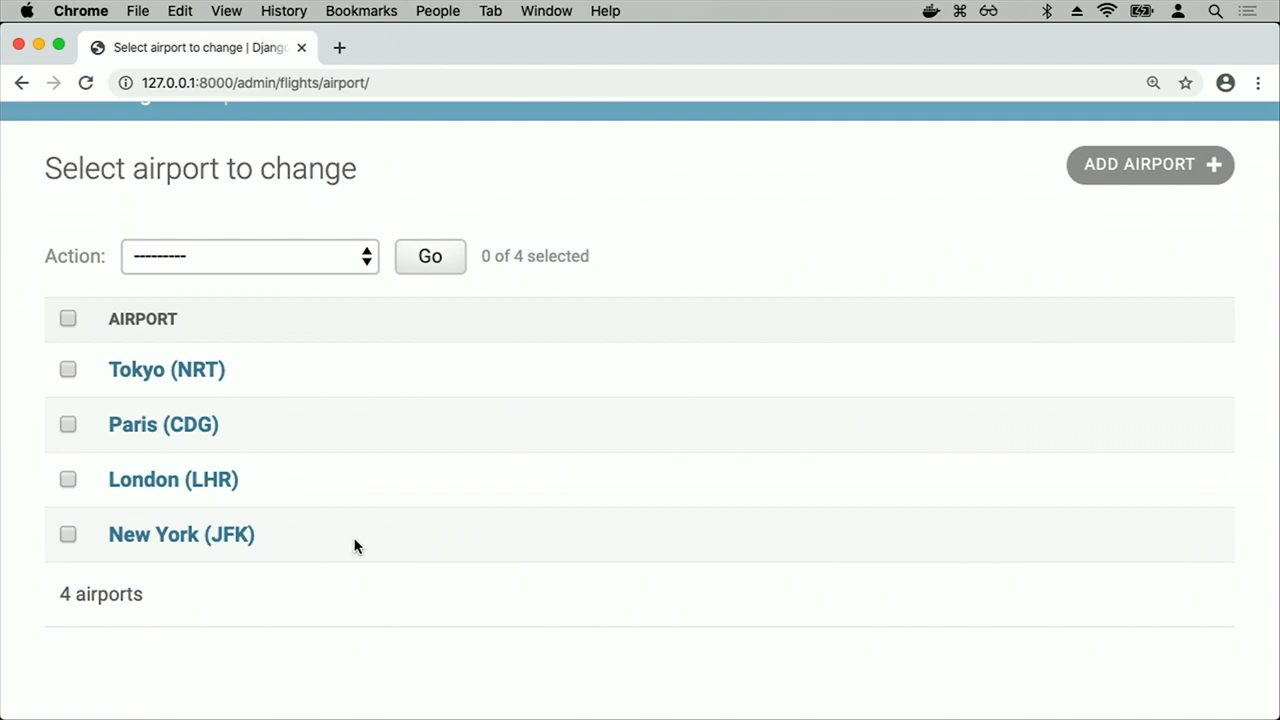 Chrome File Edit View History Bookmarks People Tab Window Help
Select airport to change | Djang
127.0.0.1:8000/admin/flights/airport/
Select airport to change
ADD AIRPORT +
Action: --------- Go 0 of 4 selected
AIRPORT
Tokyo (NRT)
Paris (CDG)
London (LHR)
New York (JFK)
4 airports